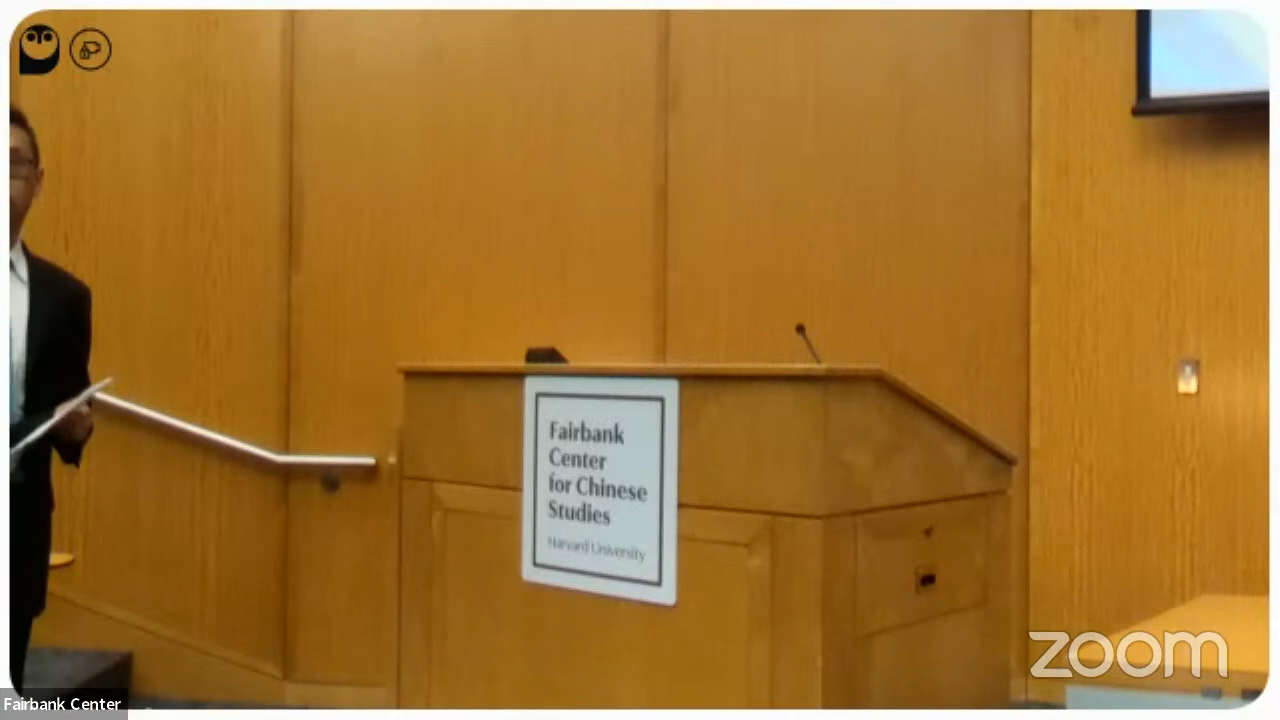 Fairbank
Center
for Chinese
Studies
Harvard University
zoom
Fairbank Center